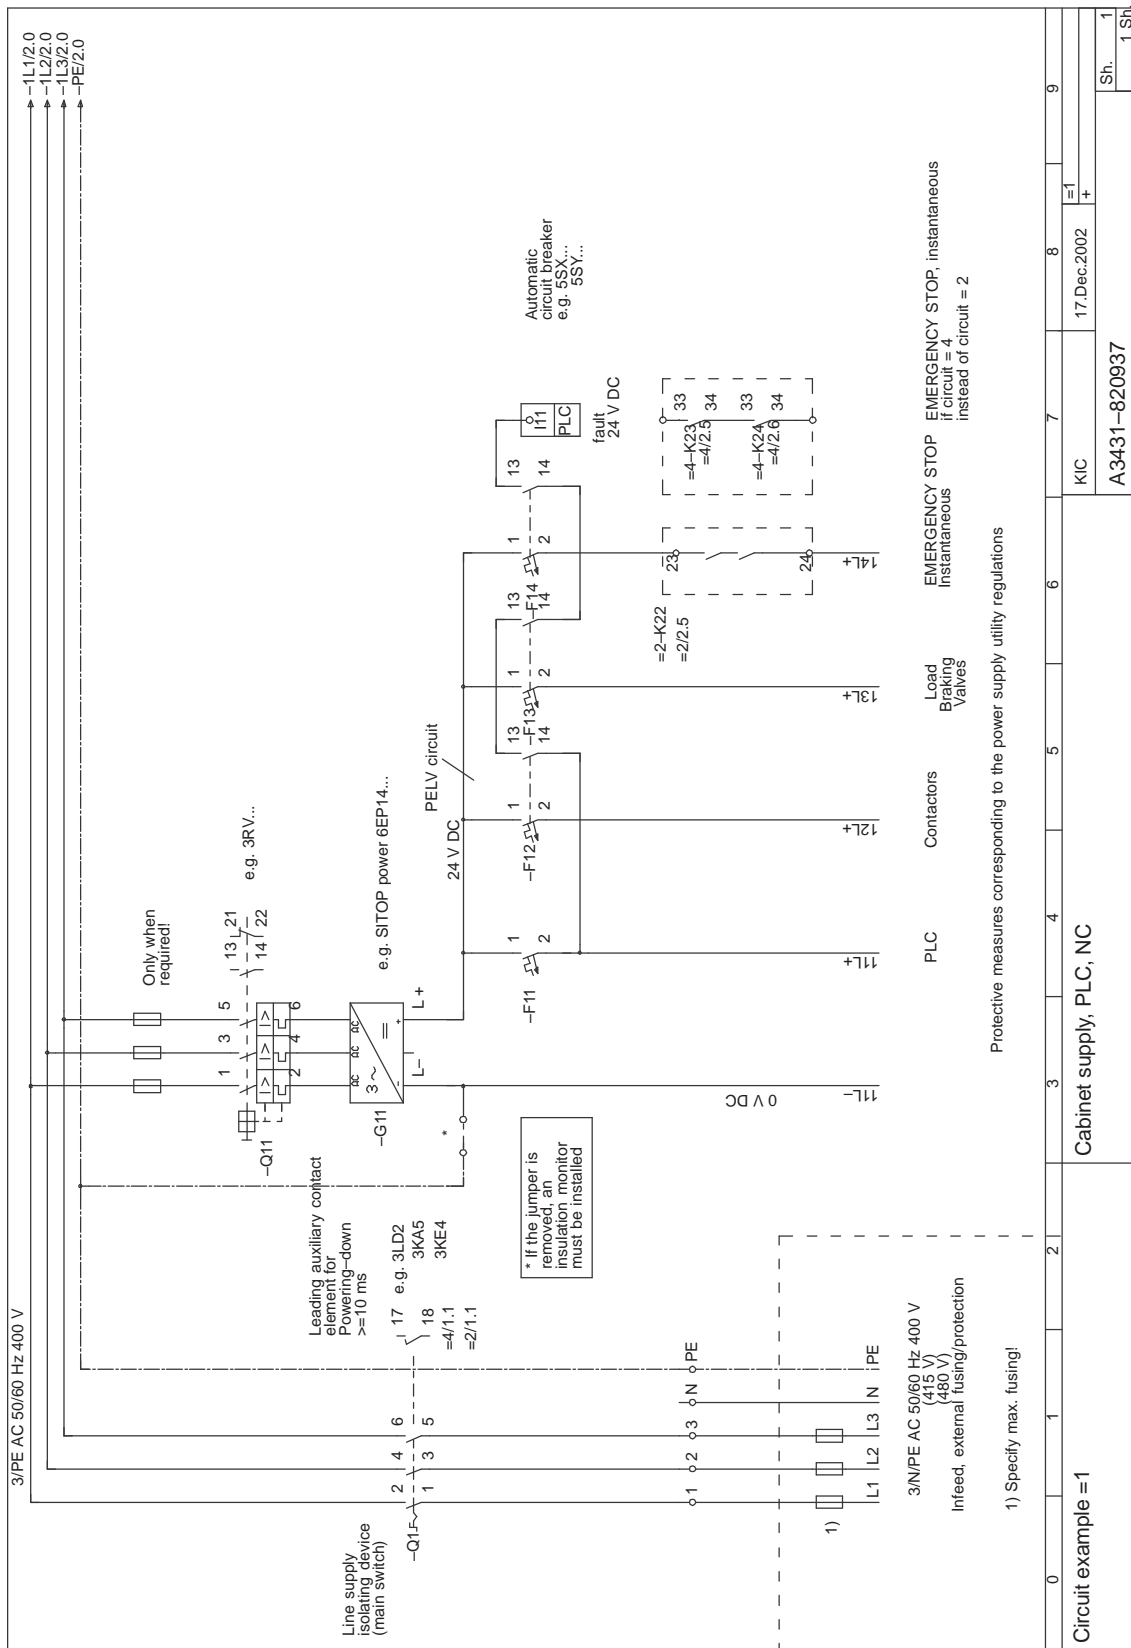 3/PE AC 50/60 Hz 400 V
–1L1/2.0
–1L2/2.0
–1L3/2.0
–PE/2.0
Only when
required!
e.g. 3RV...
–Q11
1
3
5
13
21
14
22
2
4
6
Leading auxiliary contact
element for
Powering–down
>=10 ms
–G11
AC
AC
AC
3 ~
=
-
+
L–
L+
e.g. SITOP power 6EP14...
PELV circuit
24 V DC
Line supply
isolating device
(main switch)
–Q1
2
4
6
1
3
5
17
18
e.g. 3LD2
3KA5
3KE4
=4/1.1
=2/1.1
*
* If the jumper is
removed, an
insulation monitor
must be installed
–F11
1
2
–F12
1
2
13
14
–F13
1
2
13
14
–F14
1
2
13
14
I11
PLC
fault
24 V DC
Automatic
circuit breaker
e.g. 5SX...
5SY...
=2–K22
=2/2.5
23
24
=4–K23
=4/2.5
33
34
=4–K24
=4/2.6
33
34
1
2
3
N
PE
0 V DC
1)
L1
L2
L3
N
PE
11L–
11L+
12L+
13L+
14L+
3/N/PE AC 50/60 Hz 400 V
(415 V)
(480 V)
Infeed, external fusing/protection
1) Specify max. fusing!
PLC
Contactors
Load
Braking
Valves
EMERGENCY STOP
Instantaneous
EMERGENCY STOP, instantaneous
if circuit = 4
instead of circuit = 2
Protective measures corresponding to the power supply utility regulations
0
1
2
3
4
5
6
7
8
9
Circuit example =1
Cabinet supply, PLC, NC
KIC
17.Dec.2002
=1
+
A3431–820937
Sh.
1
1 Sh.